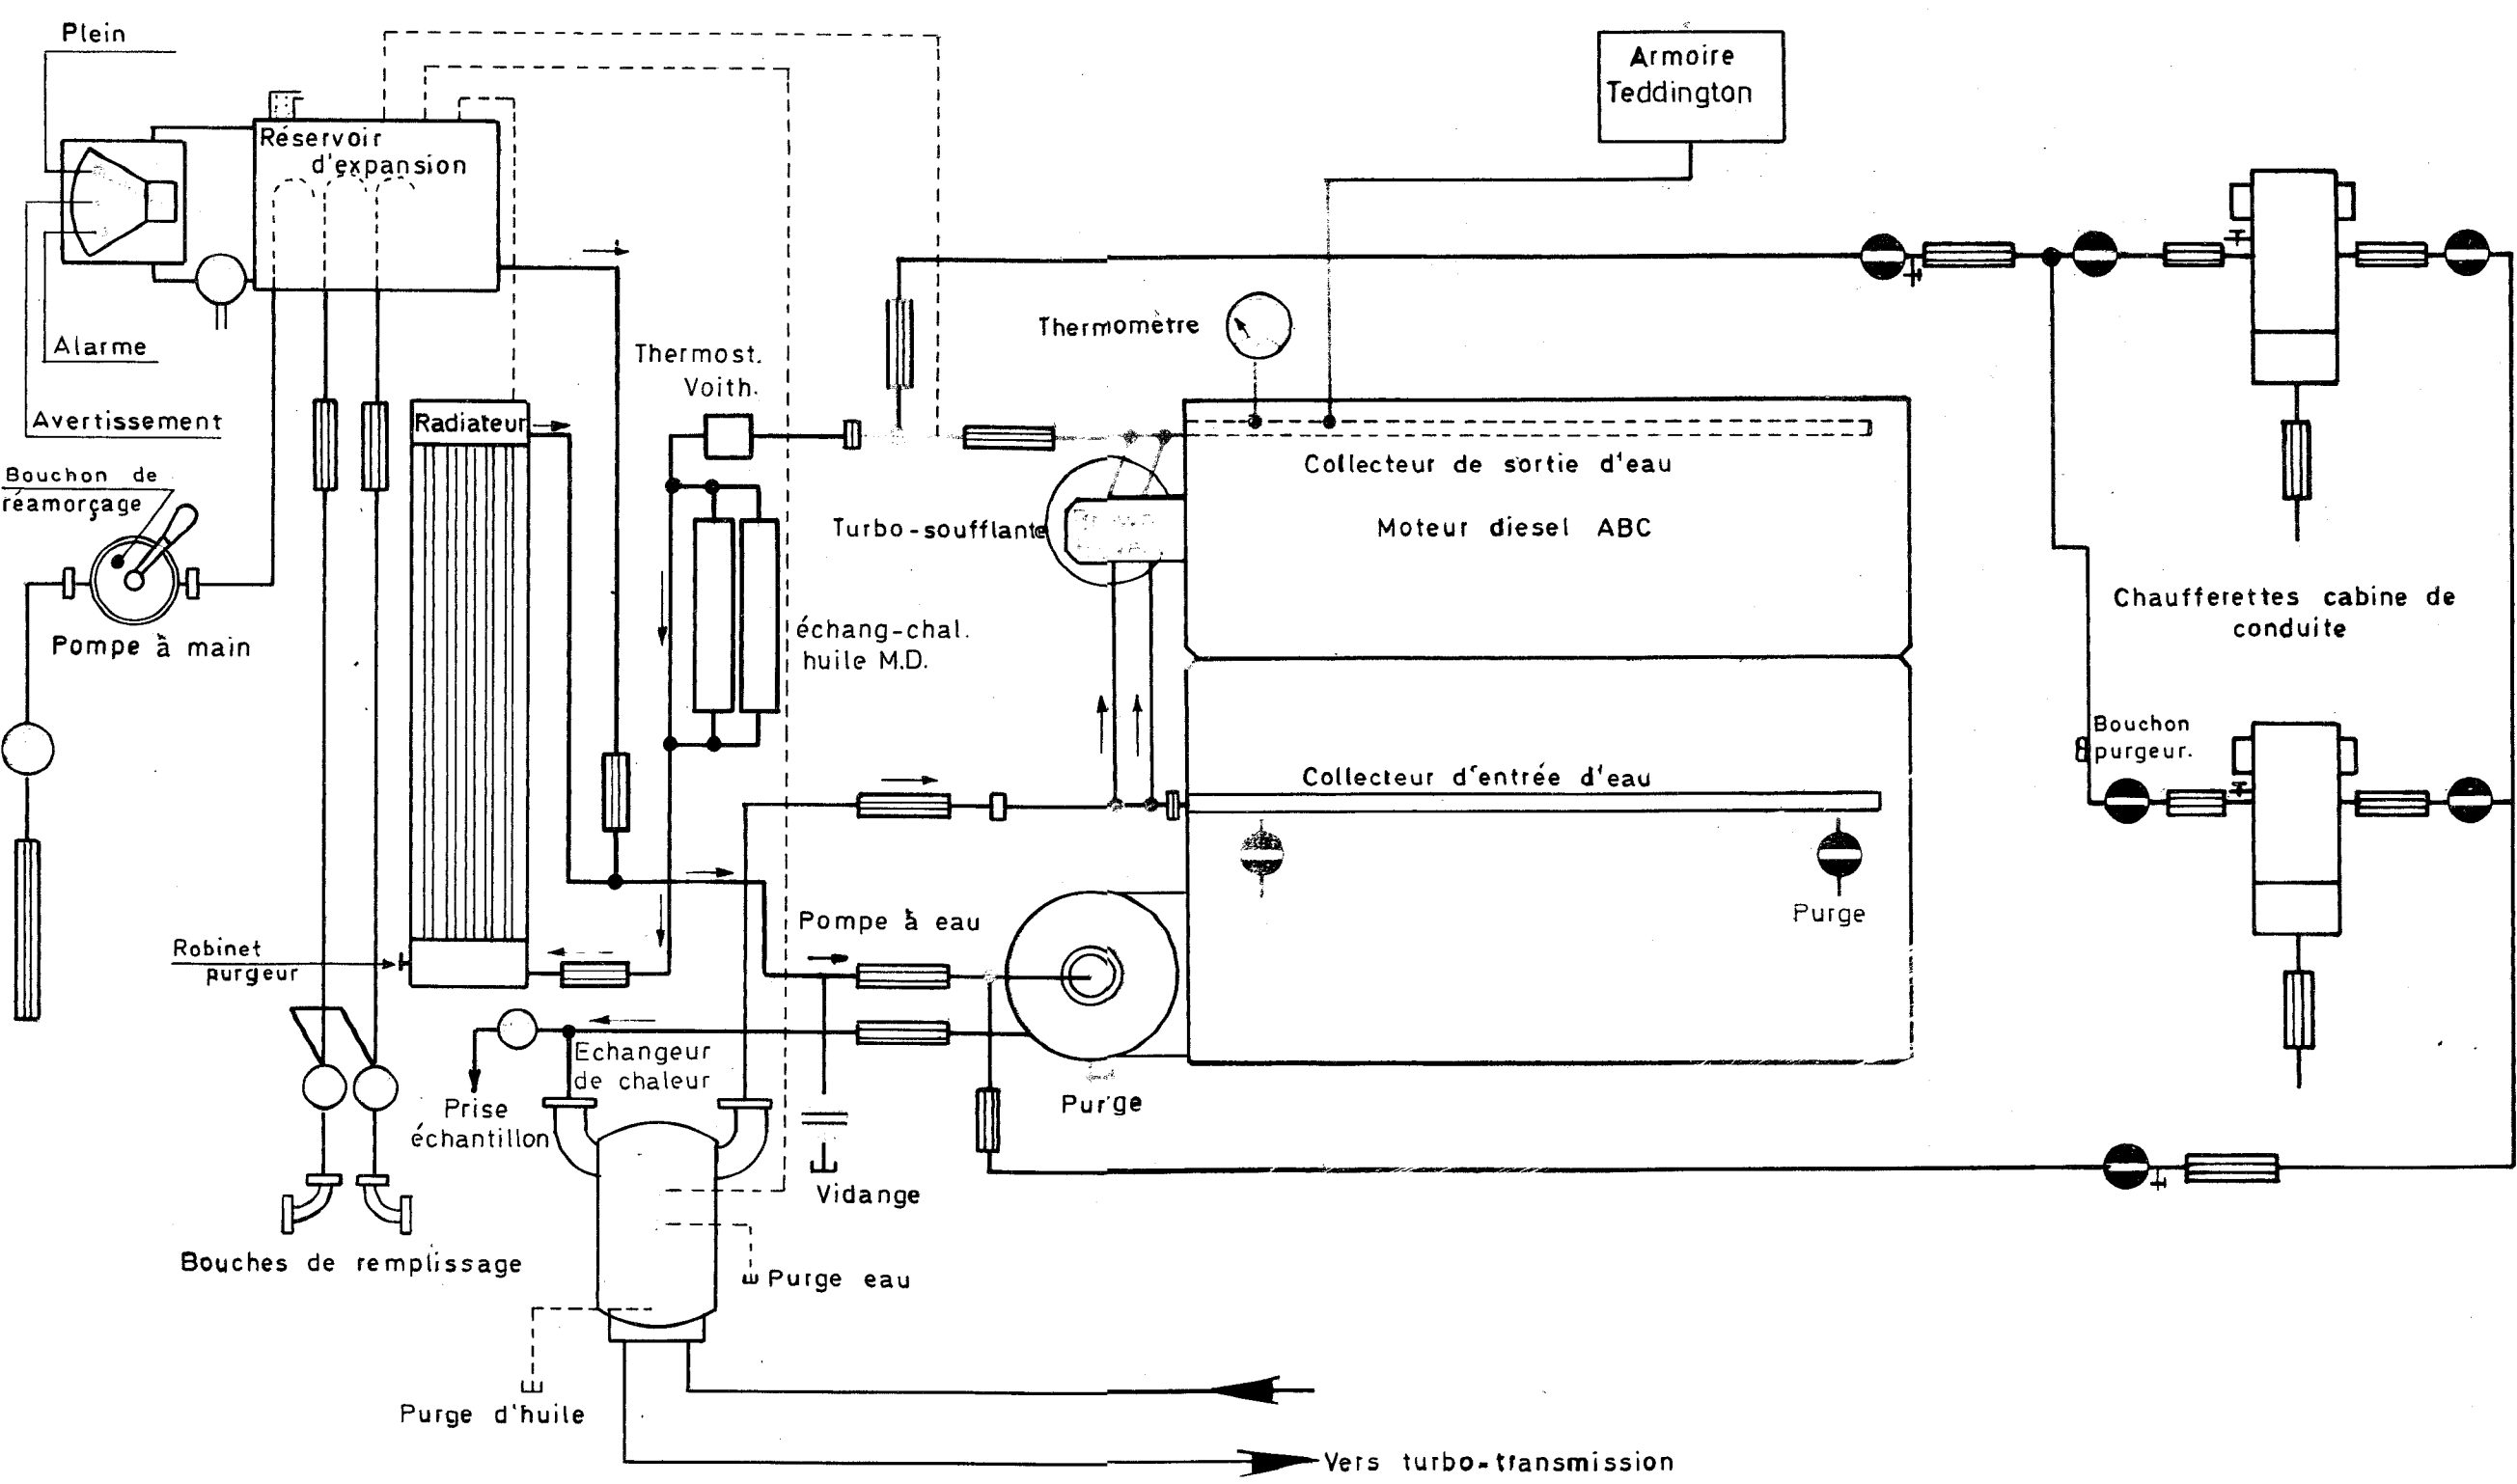 Plein
Armoire
Teddington
Réservoir
d'expansion
Thermomètre
Alarme
Thermost.
Voith.
Avertissement
Radiateur
Collecteur de sortie d'eau
Bouchon de
réamorçage
Turbo-soufflante
Moteur diesel ABC
Chaufferettes cabine de
conduite
échang-chal.
huile M.D.
Pompe à main
Bouchon
purgeur.
Collecteur d'entrée d'eau
Pompe à eau
Purge
Robinet
purgeur
Echangeur
de chaleur
Prise
échantillon
Purge
Vidange
Bouches de remplissage
Purge eau
Purge d'huile
Vers turbo-transmission